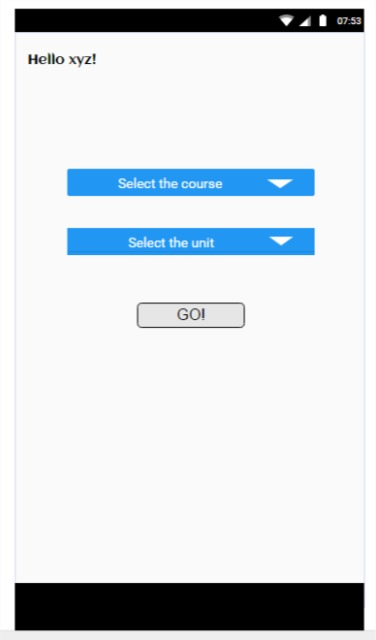 07:53
Hello xyz!
Select the course
Select the unit
GO!